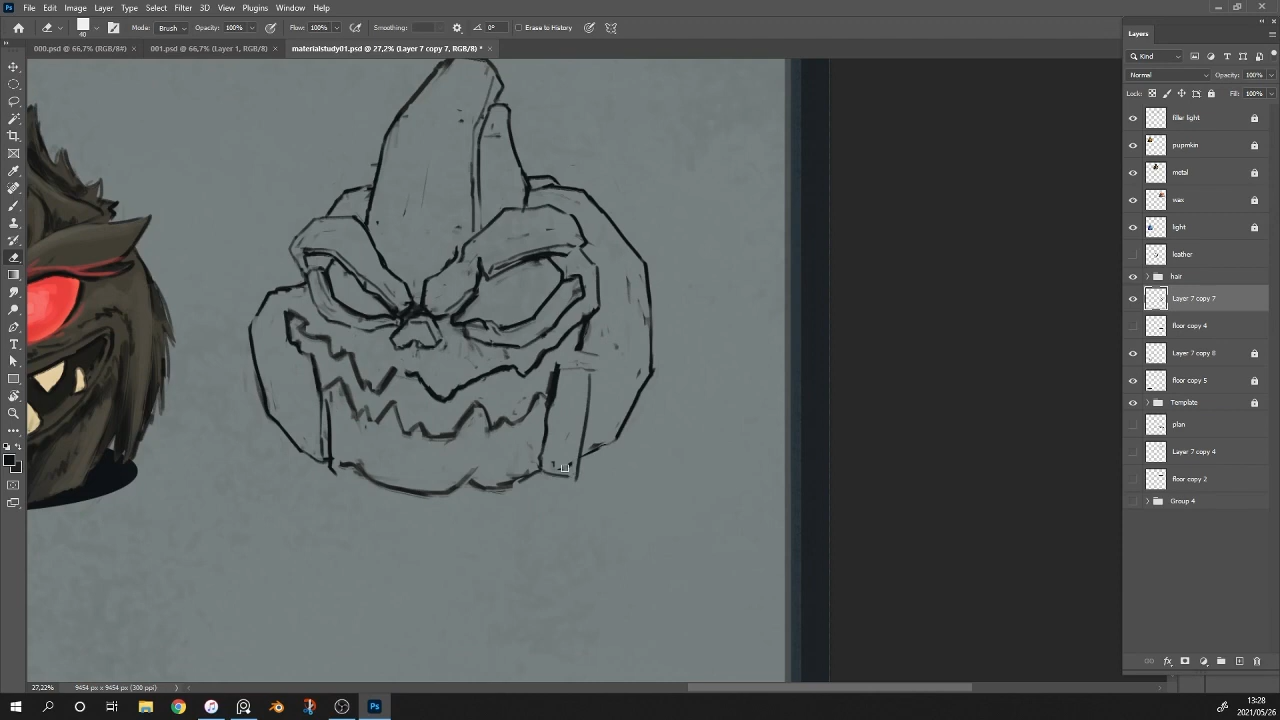 Ps File Edit Image Layer Type Select Filter 3D View Plugins Window Help
40 Mode: Brush Opacity: 100% Flow: 100% Smoothing: 0° Erase to History
000.psd @ 66,7% (RGB/8#) × 001.psd @ 66,7% (Layer 1, RGB/8) × materialstudy01.psd @ 27,2% (Layer 7 copy 7, RGB/8) * ×
Layers
Kind
Normal Opacity: 100%
Lock: Fill: 100%
filler light
pupmkin
metal
wax
light
leather
hair
Layer 7 copy 7
floor copy 4
Layer 7 copy 8
floor copy 5
Template
plan
Layer 7 copy 4
floor copy 2
Group 4
fx
27,22% 9454 px x 9454 px (300 ppi)
Ps
13:28
2021/05/26